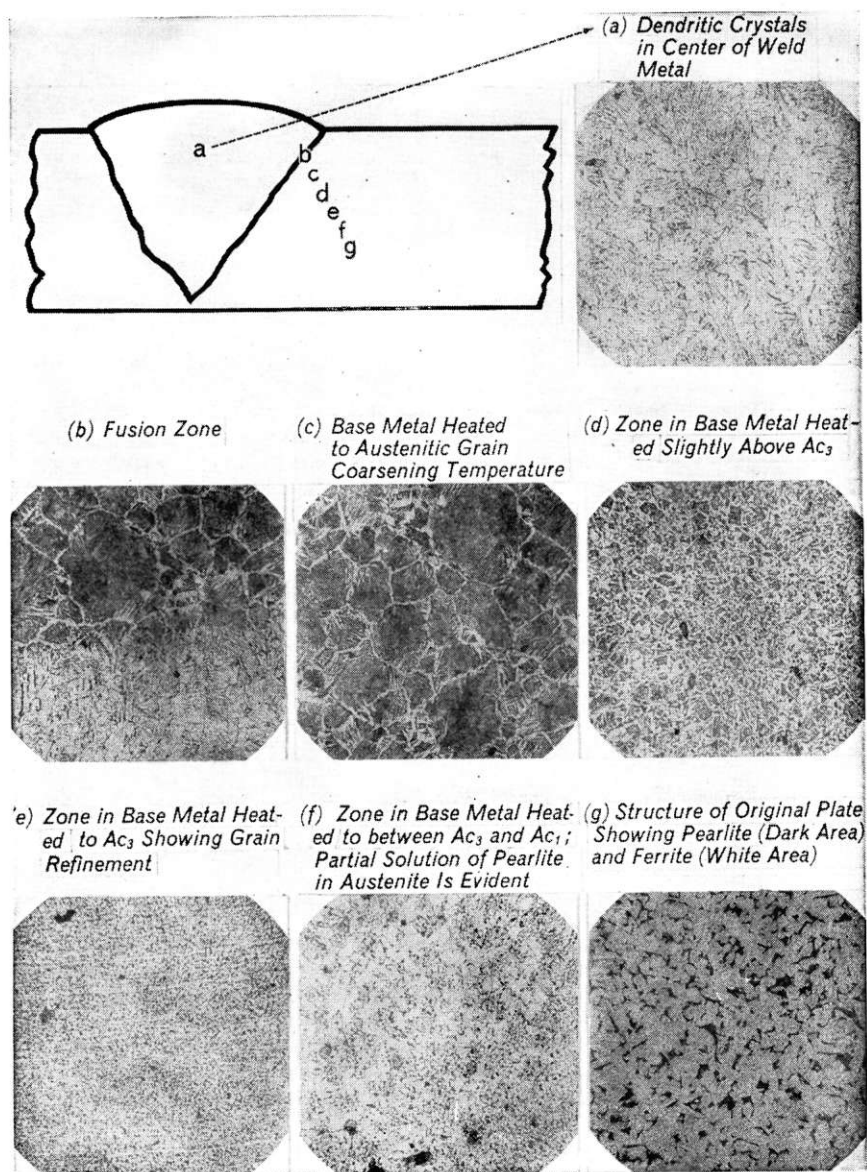 (a) Dendritic Crystals
in Center of Weld
Metal
a
b
c
d
e
f
g
(b) Fusion Zone
(c) Base Metal Heated
to Austenitic Grain
Coarsening Temperature
(d) Zone in Base Metal Heat-
ed Slightly Above Ac₃
(e) Zone in Base Metal Heat-
ed to Ac₃ Showing Grain
Refinement
(f) Zone in Base Metal Heat-
ed to between Ac₃ and Ac₁;
Partial Solution of Pearlite
in Austenite Is Evident
(g) Structure of Original Plate
Showing Pearlite (Dark Area)
and Ferrite (White Area)